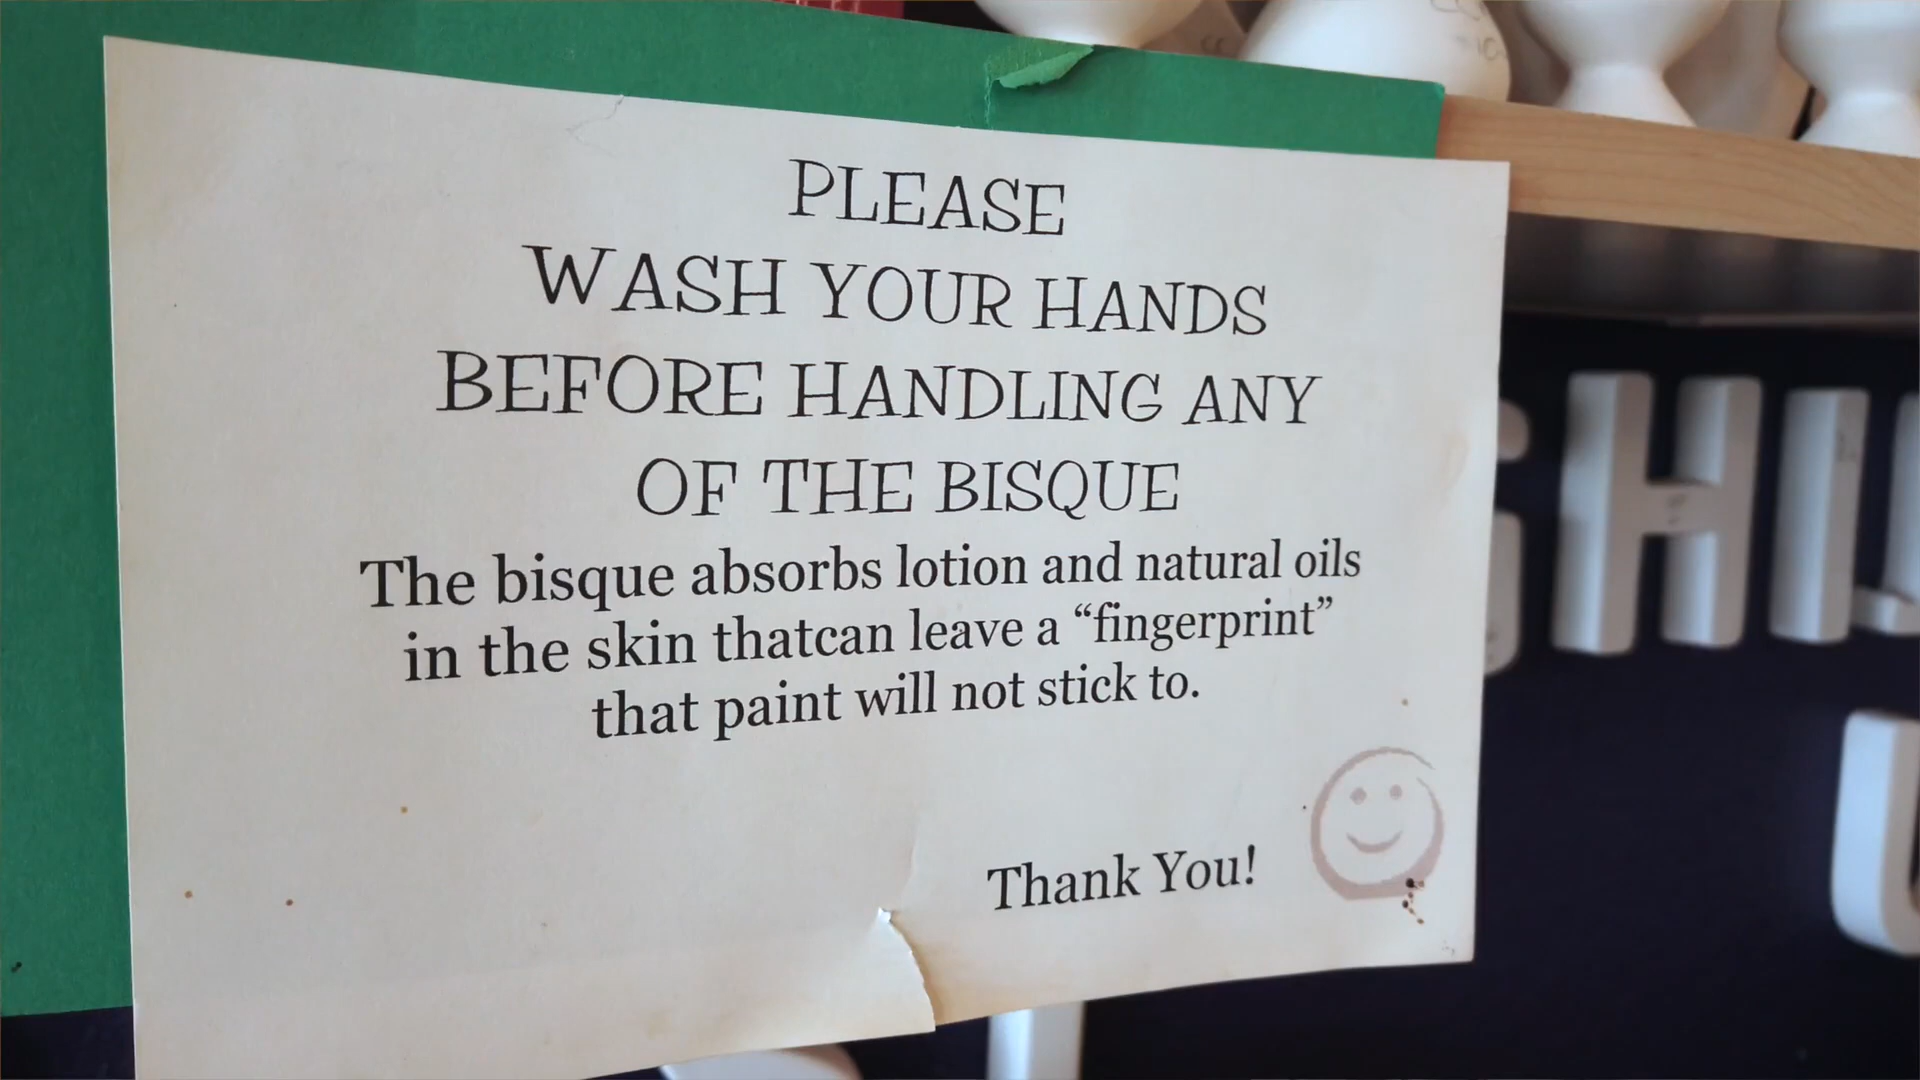 PLEASE
WASH YOUR HANDS
BEFORE HANDLING ANY
OF THE BISQUE
The bisque absorbs lotion and natural oils
in the skin thatcan leave a “fingerprint”
that paint will not stick to.
Thank You!
GHIJ
U